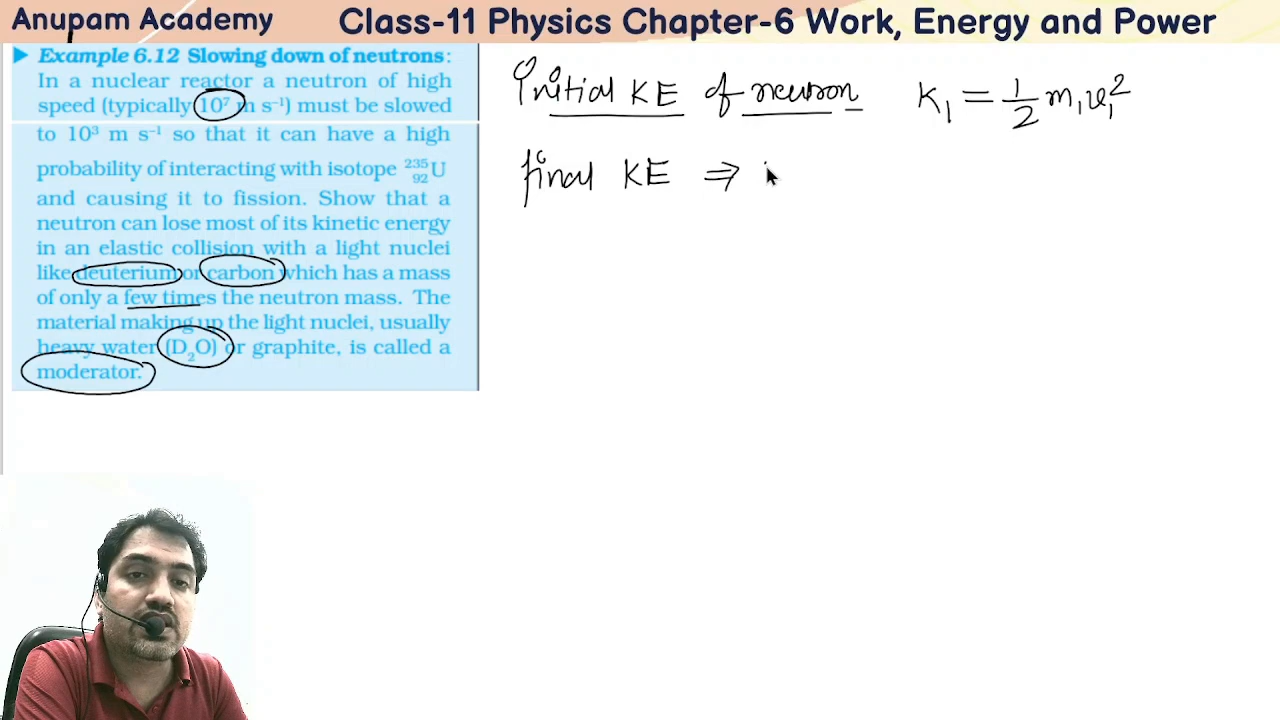 Anupam Academy
Class-11 Physics Chapter-6 Work, Energy and Power
▶ Example 6.12 Slowing down of neutrons:
In a nuclear reactor a neutron of high
speed (typically 10⁷ m s⁻¹) must be slowed
to 10³ m s⁻¹ so that it can have a high
probability of interacting with isotope ²³⁵₉₂U
and causing it to fission. Show that a
neutron can lose most of its kinetic energy
in an elastic collision with a light nuclei
like deuterium or carbon which has a mass
of only a few times the neutron mass. The
material making up the light nuclei, usually
heavy water (D₂O) or graphite, is called a
moderator.
Initial KE of neuron K₁ = 1/2 m₁v₁²
final KE ⇒